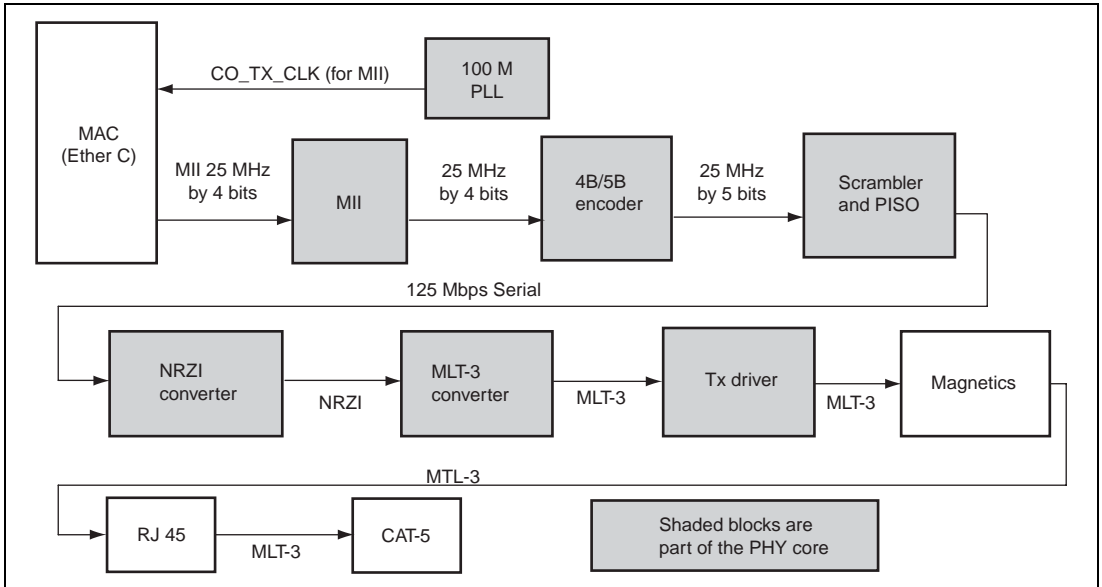 CO_TX_CLK (for MII)
100 M
PLL
MAC
(Ether C)
MII 25 MHz
by 4 bits
MII
25 MHz
by 4 bits
4B/5B
encoder
25 MHz
by 5 bits
Scrambler
and PISO
125 Mbps Serial
NRZI
converter
NRZI
MLT-3
converter
MLT-3
Tx driver
MLT-3
Magnetics
MTL-3
RJ 45
MLT-3
CAT-5
Shaded blocks are
part of the PHY core